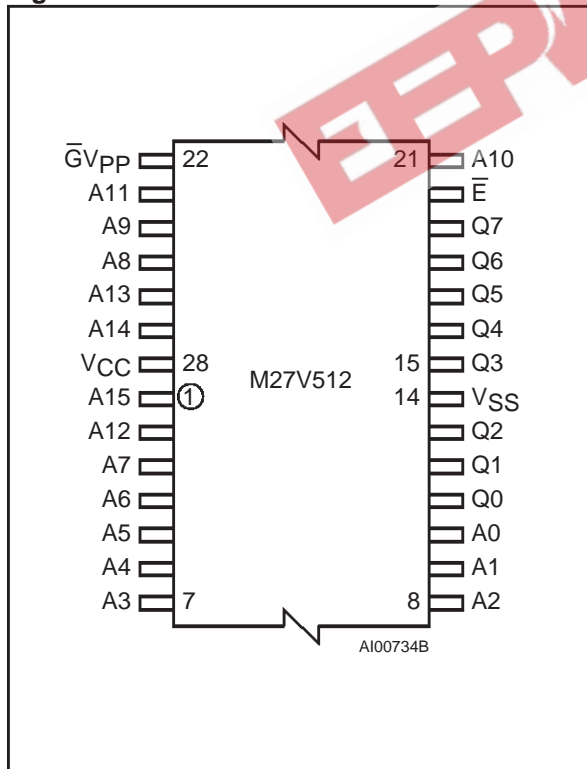 G̅VPP 22 21 A10
A11 E̅
A9 Q7
A8 Q6
A13 Q5
A14 Q4
VCC 28 15 Q3
M27V512
A15 1 14 VSS
A12 Q2
A7 Q1
A6 Q0
A5 A0
A4 A1
A3 7 8 A2
AI00734B